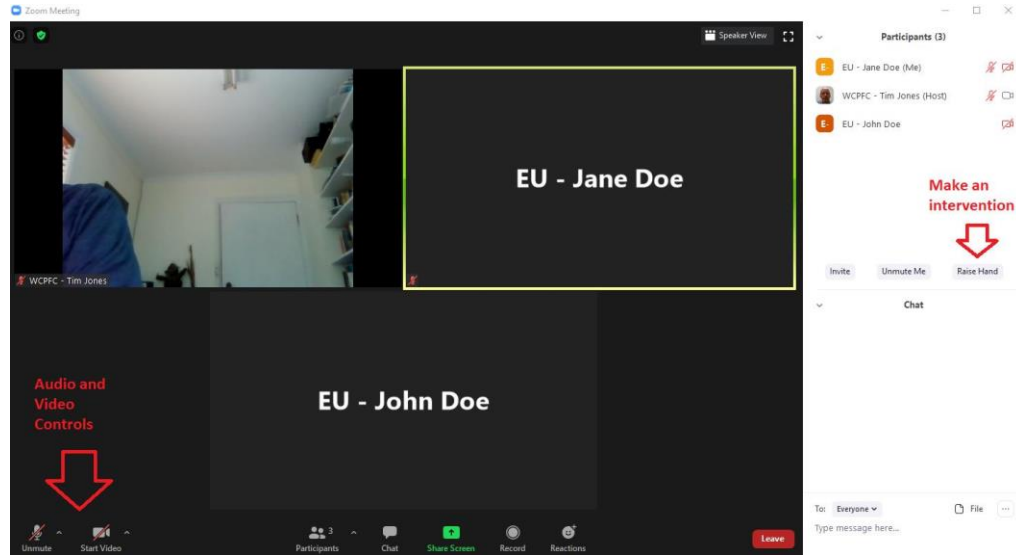 Zoom Meeting
Speaker View
WCPFC - Tim Jones
EU - Jane Doe
EU - John Doe
Audio and
Video
Controls
Unmute
Start Video
Participants
3
Chat
Share Screen
Record
Reactions
Leave
Participants (3)
E-
EU - Jane Doe (Me)
WCPFC - Tim Jones (Host)
E-
EU - John Doe
Make an
intervention
Invite
Unmute Me
Raise Hand
Chat
To: Everyone
File
Type message here...